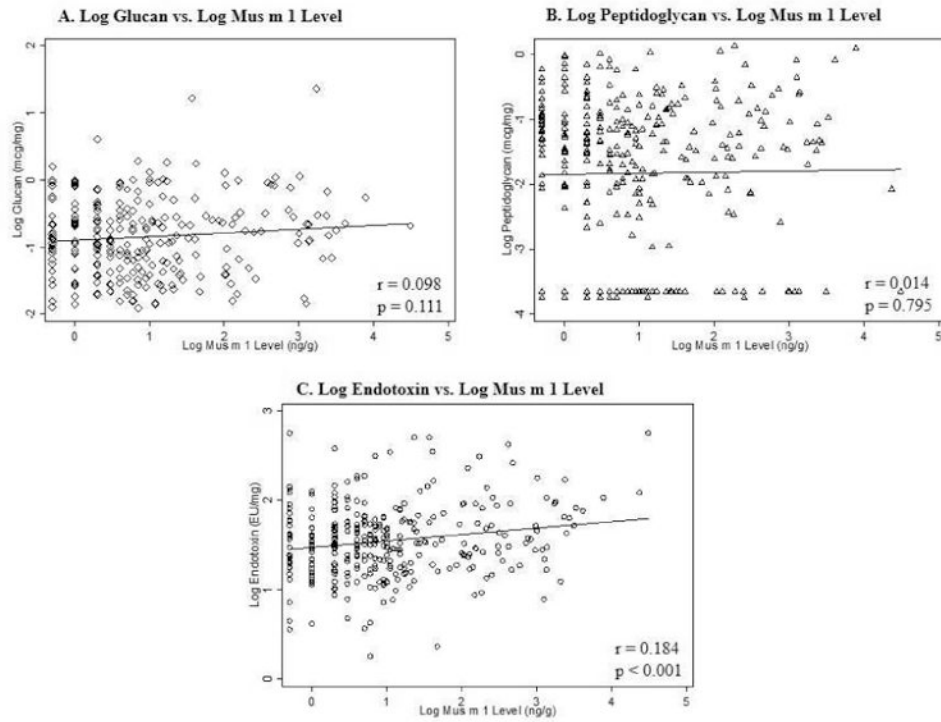 A. Log Glucan vs. Log Mus m 1 Level
Log Glucan (mcg/mg)
2
1
0
-1
-2
r = 0.098
p = 0.111
0 1 2 3 4 5
Log Mus m 1 Level (ng/g)
B. Log Peptidoglycan vs. Log Mus m 1 Level
Log Peptidoglycan (mcg/mg)
0
-1
-2
-3
-4
r = 0.014
p = 0.795
0 1 2 3 4 5
Log Mus m 1 Level (ng/g)
C. Log Endotoxin vs. Log Mus m 1 Level
Log Endotoxin (EU/mg)
3
2
1
0
r = 0.184
p < 0.001
0 1 2 3 4 5
Log Mus m 1 Level (ng/g)